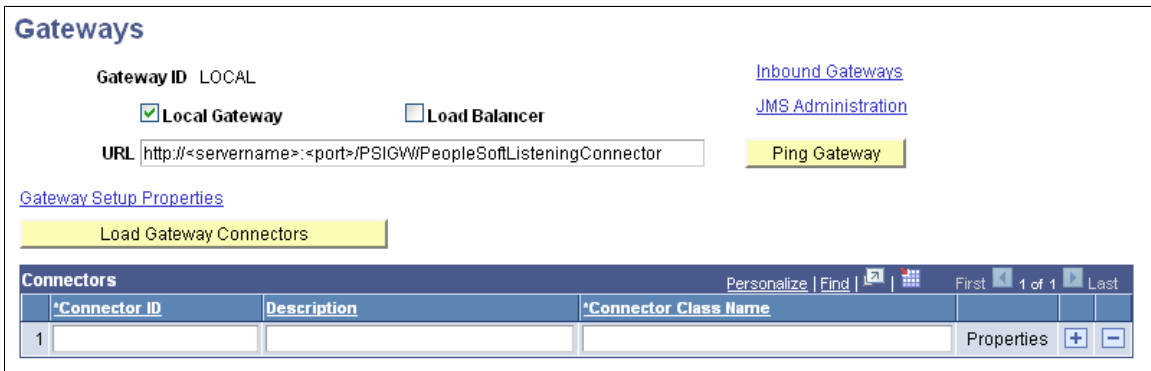 Gateways
Gateway ID LOCAL
Inbound Gateways
Local Gateway Load Balancer
JMS Administration
URL http://<servername>:<port>/PSIGW/PeopleSoftListeningConnector Ping Gateway
Gateway Setup Properties
Load Gateway Connectors
Connectors Personalize | Find | | First 1 of 1 Last
*Connector ID Description *Connector Class Name
1 Properties